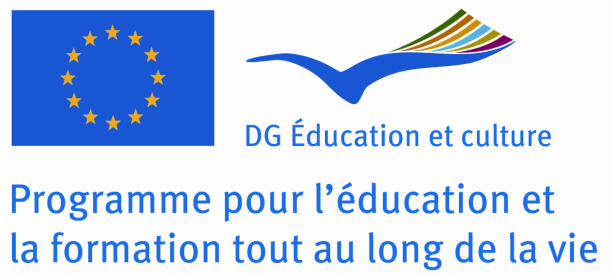 DG Éducation et culture
Programme pour l’éducation et
la formation tout au long de la vie